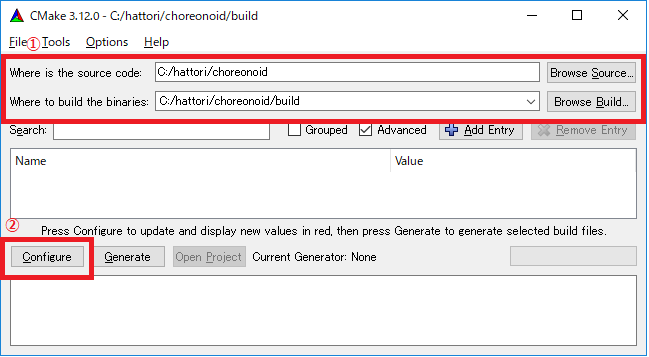 CMake 3.12.0 - C:/hattori/choreonoid/build
File ① Tools Options Help
Where is the source code: C:/hattori/choreonoid Browse Source...
Where to build the binaries: C:/hattori/choreonoid/build Browse Build...
Search: Grouped Advanced Add Entry Remove Entry
Name Value
②
Press Configure to update and display new values in red, then press Generate to generate selected build files.
Configure Generate Open Project Current Generator: None